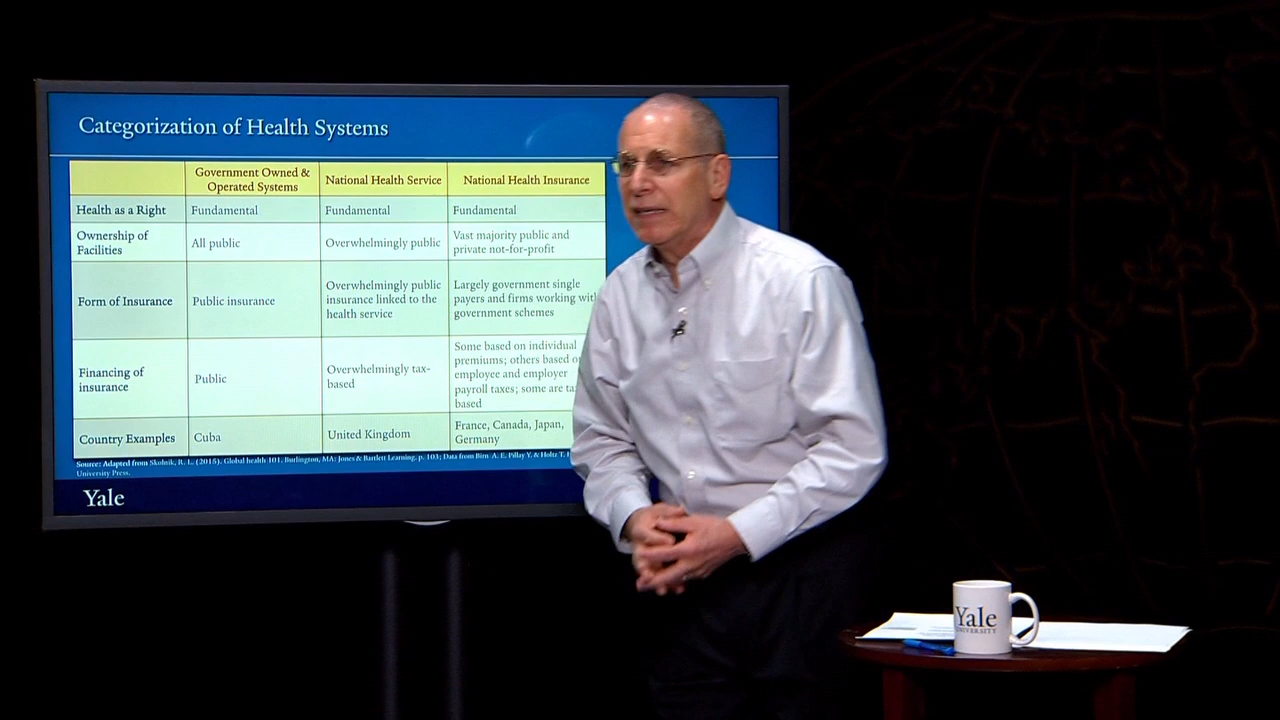 Categorization of Health Systems
Government Owned &
Operated Systems
National Health Service
National Health Insurance
Health as a Right
Fundamental
Fundamental
Fundamental
Ownership of
Facilities
All public
Overwhelmingly public
Vast majority public and
private not-for-profit
Form of Insurance
Public insurance
Overwhelmingly public
insurance linked to the
health service
Largely government single
payers and firms working with
government schemes
Financing of
insurance
Public
Overwhelmingly tax-
based
Some based on individual
premiums; others based o
employee and employer
payroll taxes; some are ta
based
Country Examples
Cuba
United Kingdom
France, Canada, Japan,
Germany
Source: Adapted from Skolnik, R. L. (2015). Global health 101. Burlington, MA: Jones & Bartlett Learning, p. 103; Data from Birn A. E. Pillay Y. & Holtz T.
University Press.
Yale
Yale
UNIVERSITY